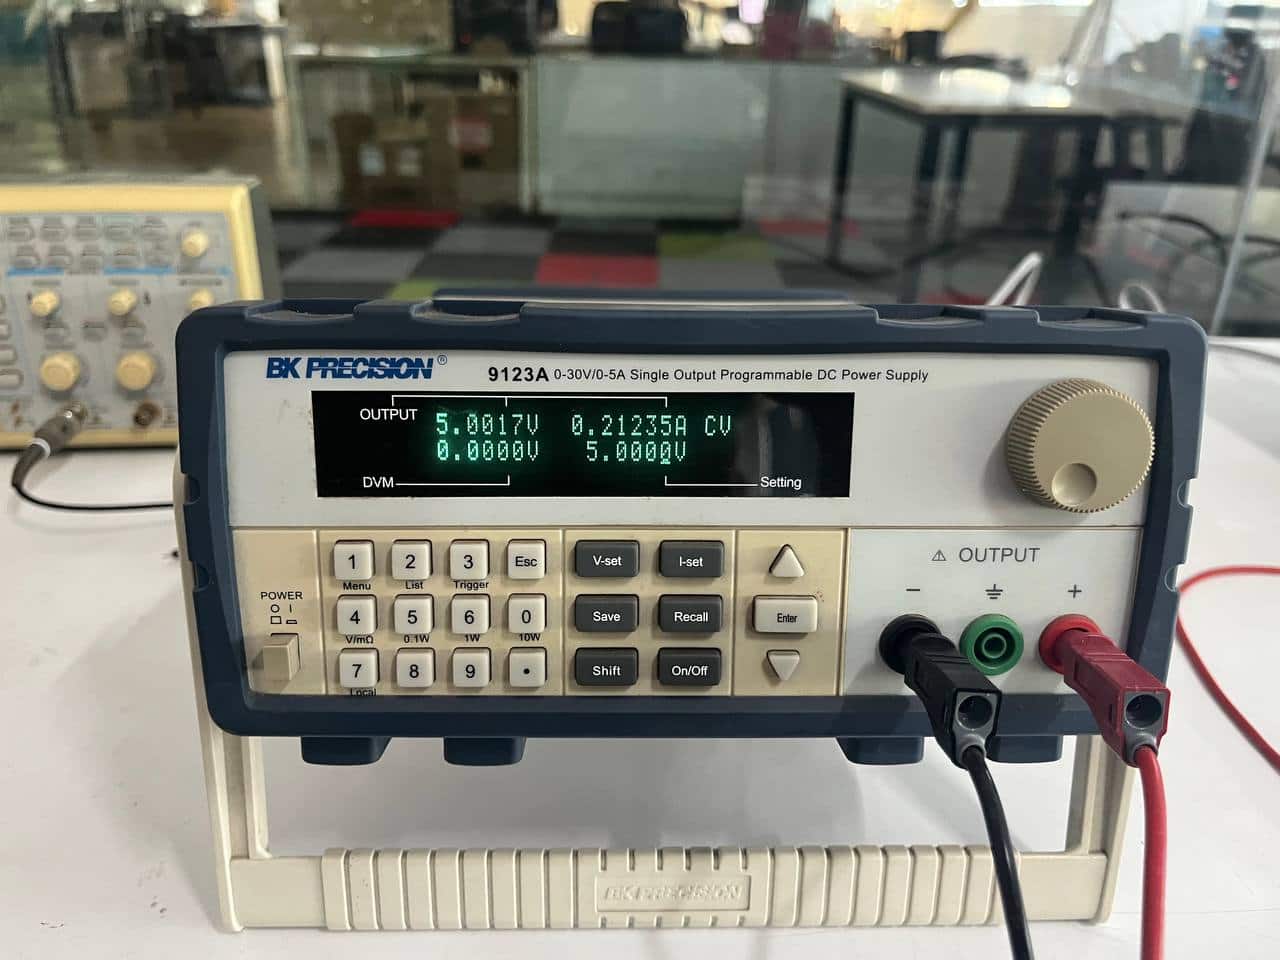 BK PRECISION®
9123A 0-30V/0-5A Single Output Programmable DC Power Supply
OUTPUT
5.0017V 0.21235A CV
0.0000V 5.0000V
DVM
Setting
POWER
O I
1 2 3 Esc
Menu List Trigger
4 5 6 0
V/mΩ 0.1W 1W 10W
7 8 9 •
Local
V-set I-set
Save Recall
Shift On/Off
Enter
⚠ OUTPUT
− +
BK PRECISION